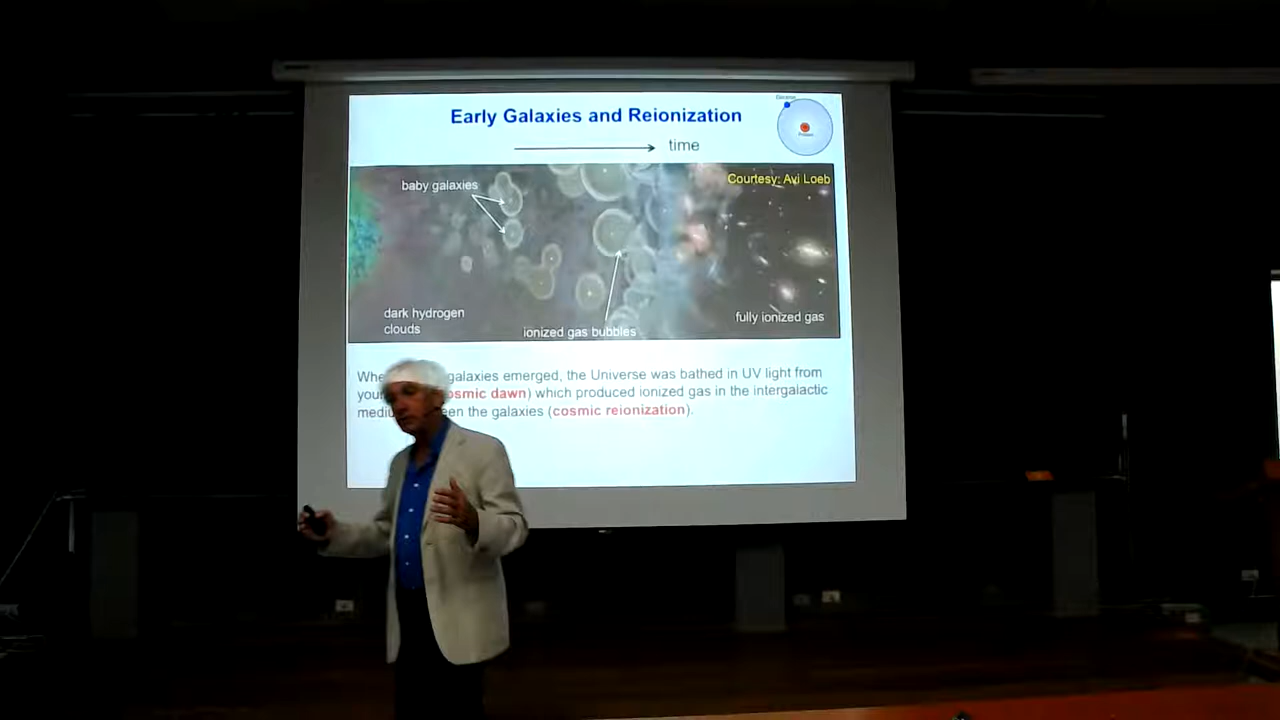 Early Galaxies and Reionization
Electron
Proton
time
baby galaxies
Courtesy: Avi Loeb
dark hydrogen
clouds
ionized gas bubbles
fully ionized gas
galaxies emerged, the Universe was bathed in UV light from
dawn) which produced ionized gas in the intergalactic
the galaxies (cosmic reionization).